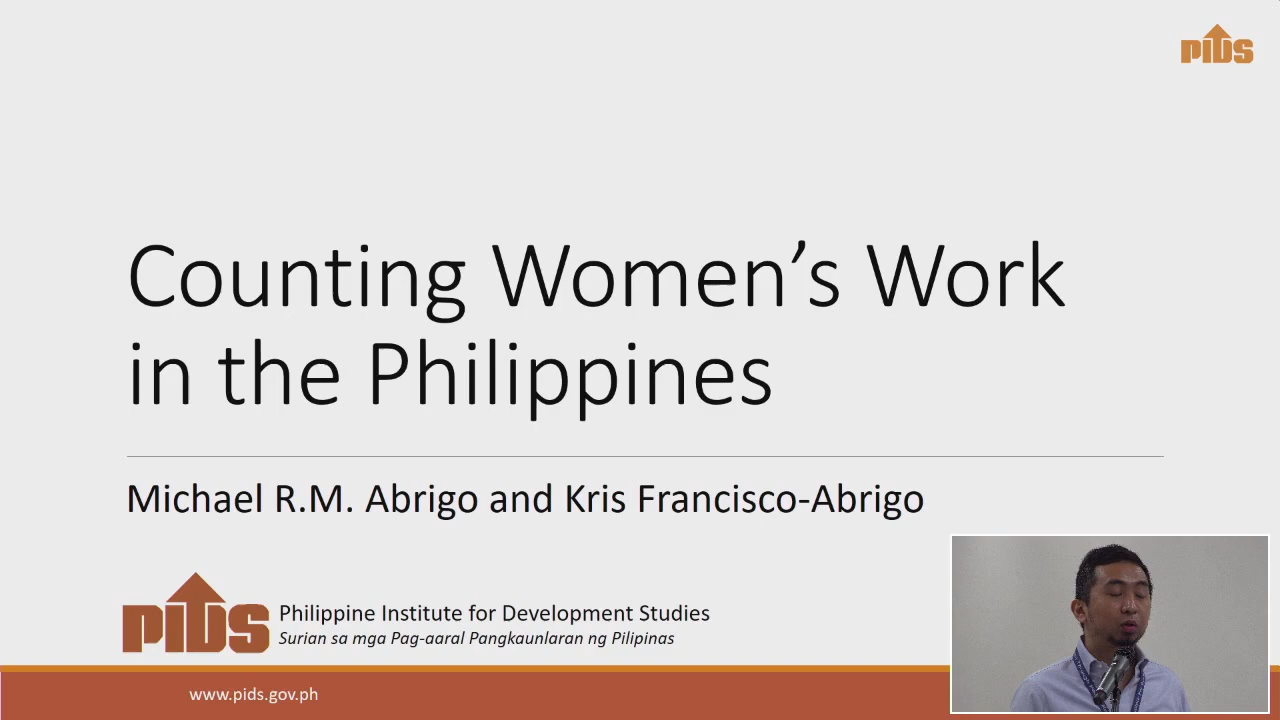 PIDS
Counting Women’s Work
in the Philippines
Michael R.M. Abrigo and Kris Francisco-Abrigo
PIDS
Philippine Institute for Development Studies
Surian sa mga Pag-aaral Pangkaunlaran ng Pilipinas
www.pids.gov.ph